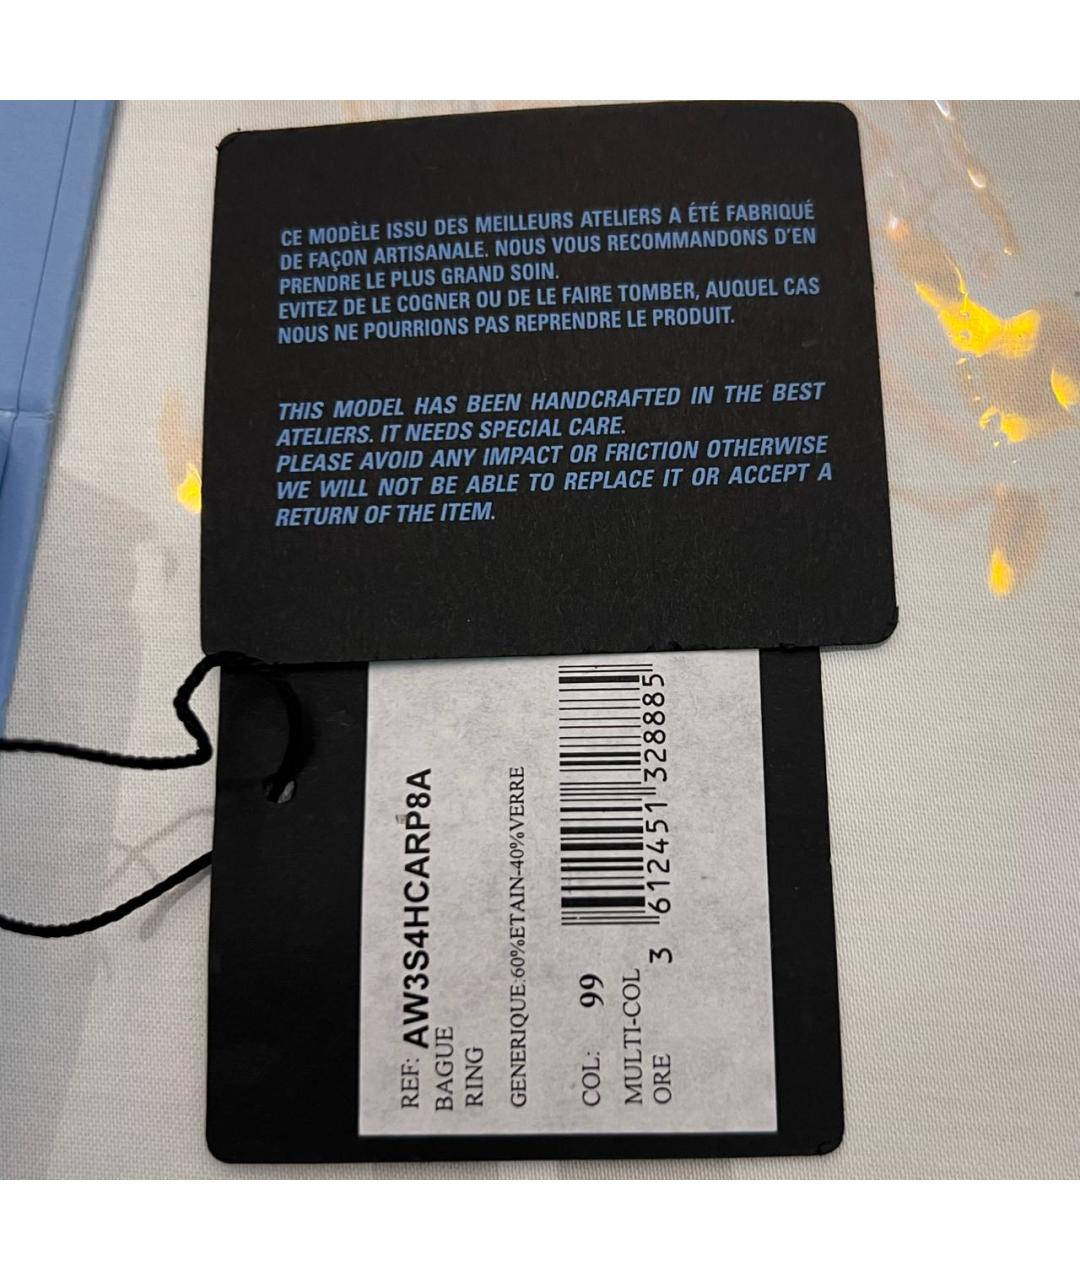 CE MODÈLE ISSU DES MEILLEURS ATELIERS A ÉTÉ FABRIQUÉ
DE FAÇON ARTISANALE. NOUS VOUS RECOMMANDONS D'EN
PRENDRE LE PLUS GRAND SOIN.
EVITEZ DE LE COGNER OU DE LE FAIRE TOMBER, AUQUEL CAS
NOUS NE POURRIONS PAS REPRENDRE LE PRODUIT.
THIS MODEL HAS BEEN HANDCRAFTED IN THE BEST
ATELIERS. IT NEEDS SPECIAL CARE.
PLEASE AVOID ANY IMPACT OR FRICTION OTHERWISE
WE WILL NOT BE ABLE TO REPLACE IT OR ACCEPT A
RETURN OF THE ITEM.
REF: AW3S4HCARP8A
BAGUE
RING
GENERIQUE:60%ETAIN-40%VERRE
COL: 99
MULTI-COL
ORE
3 612451 328885